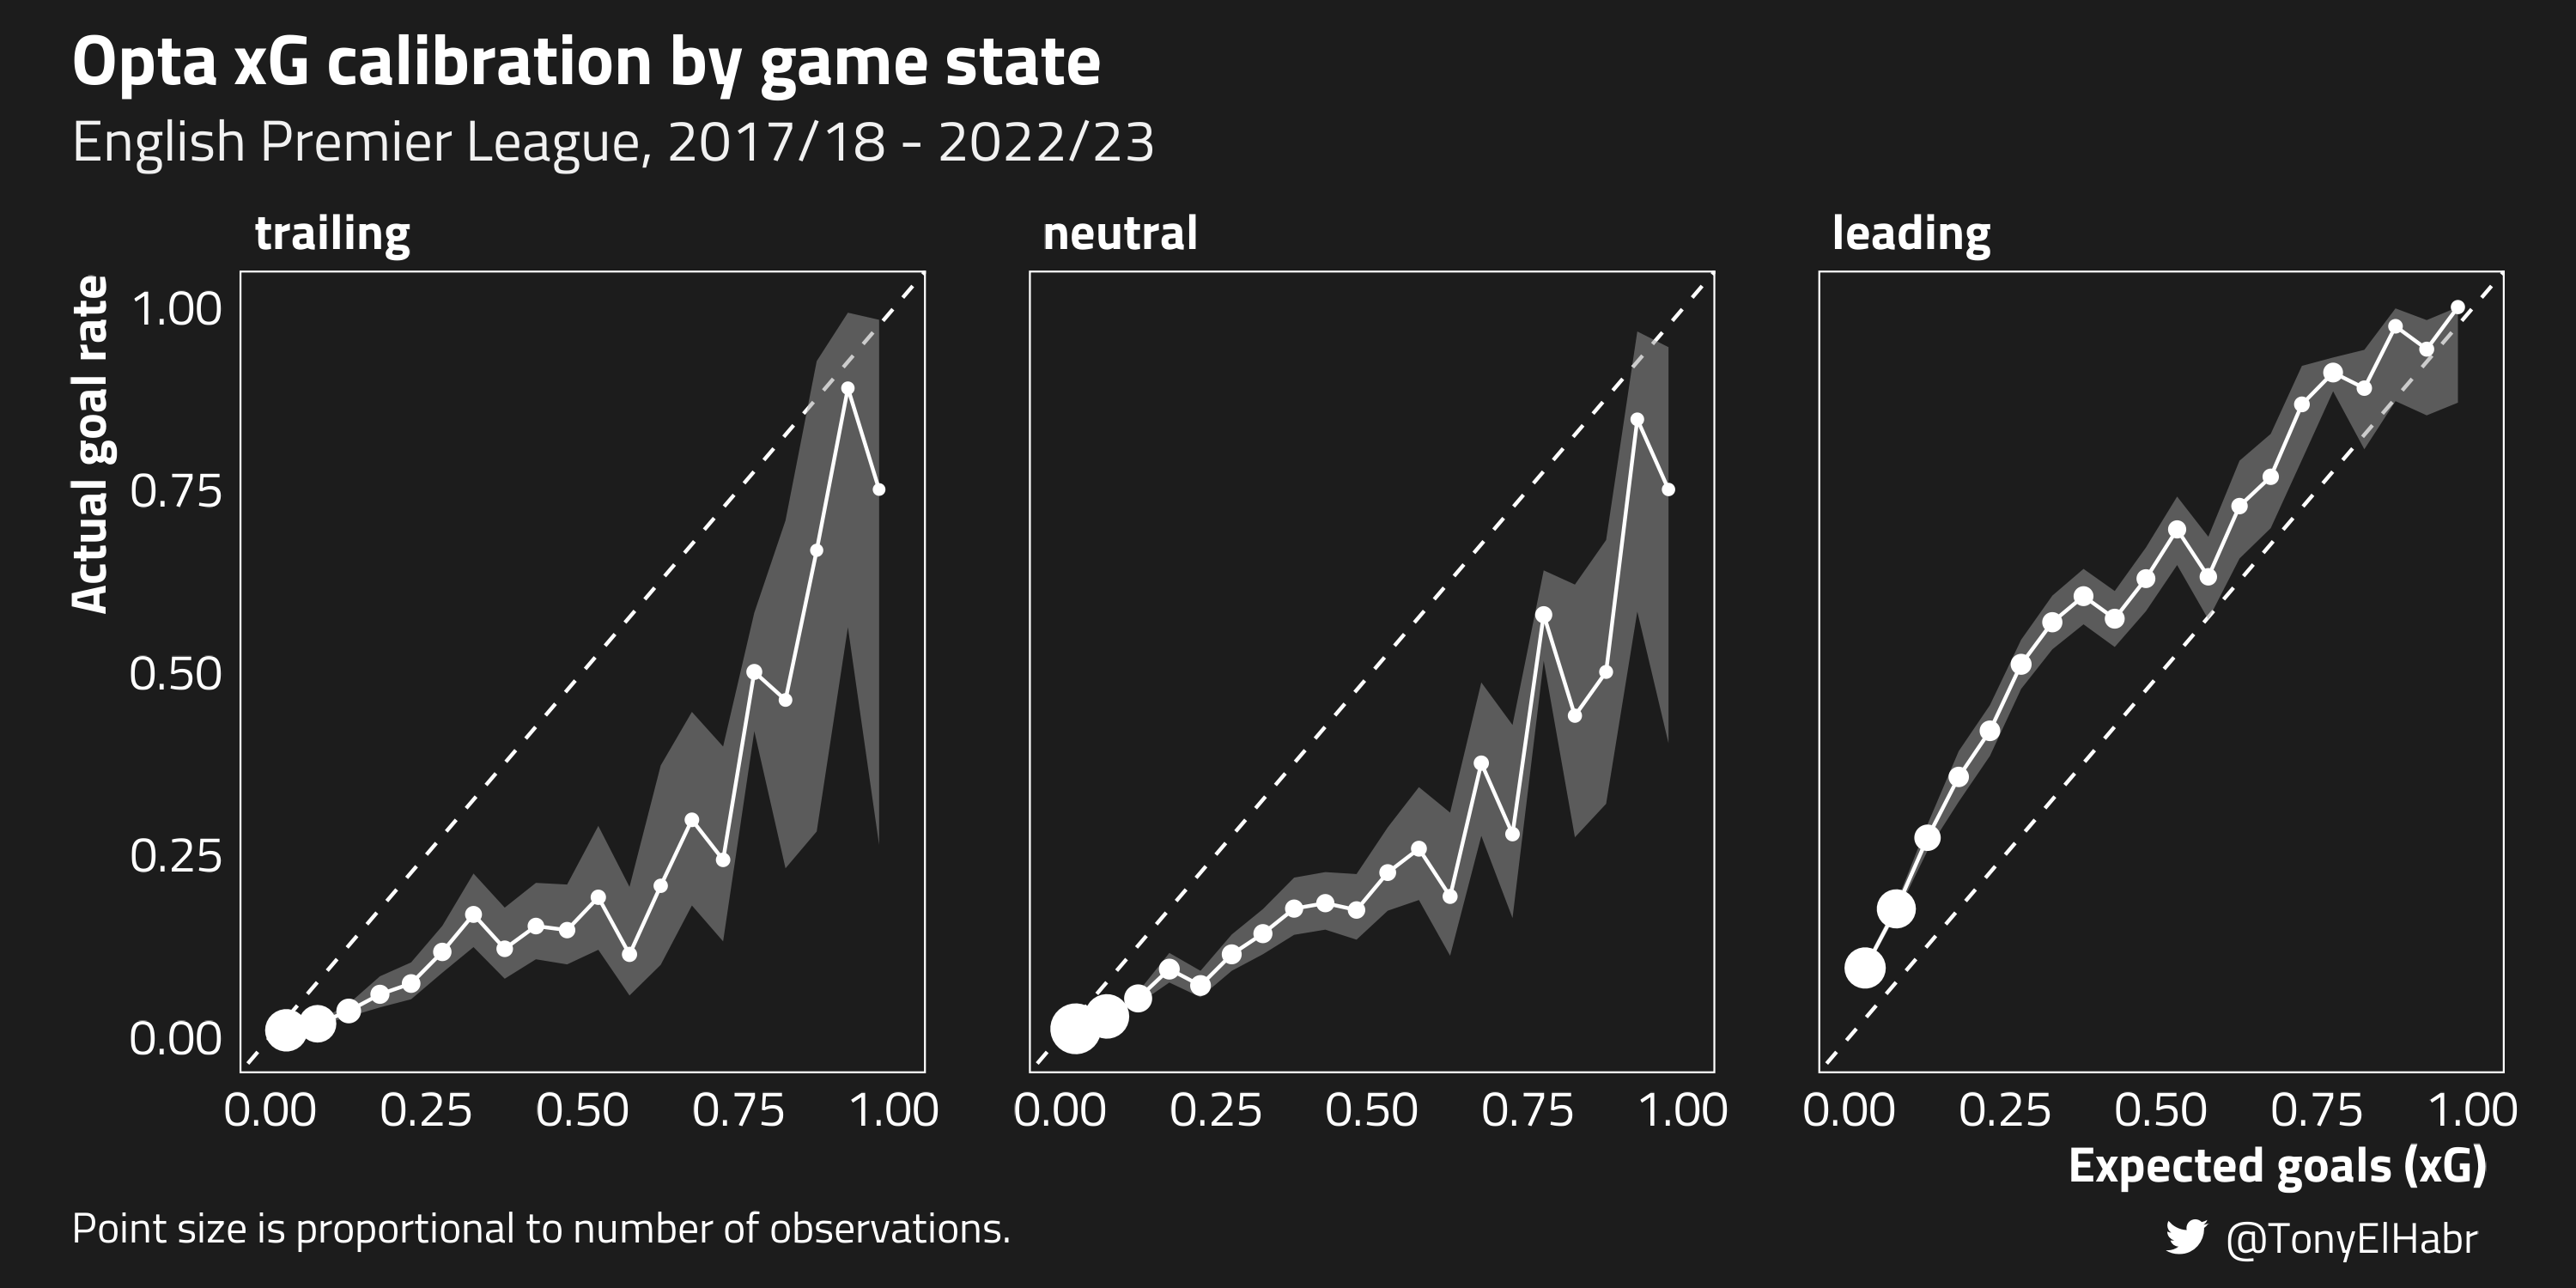 Opta xG calibration by game state
English Premier League, 2017/18 - 2022/23
trailing
neutral
leading
Actual goal rate
1.00
0.75
0.50
0.25
0.00
0.00 0.25 0.50 0.75 1.00
0.00 0.25 0.50 0.75 1.00
0.00 0.25 0.50 0.75 1.00
Expected goals (xG)
Point size is proportional to number of observations.
@TonyElHabr